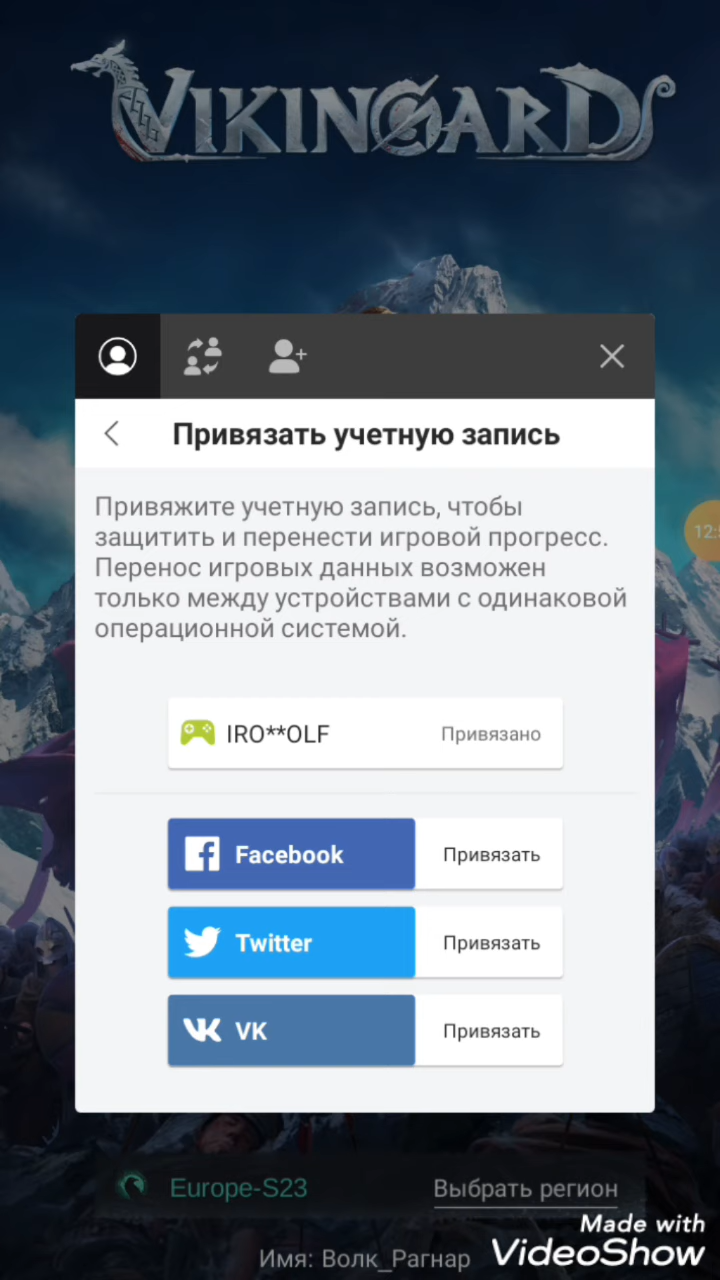 VIKINGARD
Привязать учетную запись
Привяжите учетную запись, чтобы
защитить и перенести игровой прогресс.
Перенос игровых данных возможен
только между устройствами с одинаковой
операционной системой.
IRO**OLF Привязано
Facebook Привязать
Twitter Привязать
VK Привязать
Europe-S23 Выбрать регион
Имя: Волк_Рагнар
Made with
VideoShow